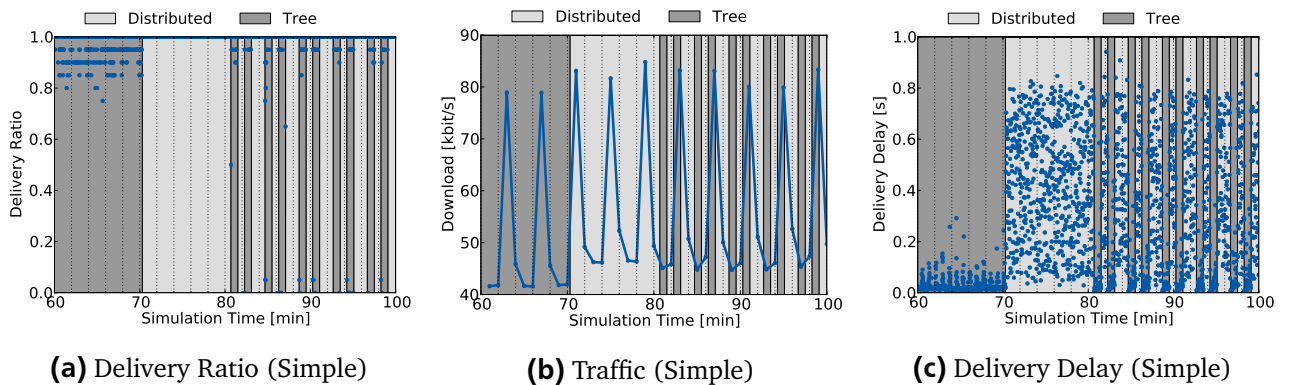 Distributed Tree
1.0
0.8
0.6
0.4
0.2
0.0
Delivery Ratio
60 70 80 90 100
Simulation Time [min]
(a) Delivery Ratio (Simple)
Distributed Tree
90
80
70
60
50
40
Download [kbit/s]
60 70 80 90 100
Simulation Time [min]
(b) Traffic (Simple)
Distributed Tree
1.0
0.8
0.6
0.4
0.2
0.0
Delivery Delay [s]
60 70 80 90 100
Simulation Time [min]
(c) Delivery Delay (Simple)